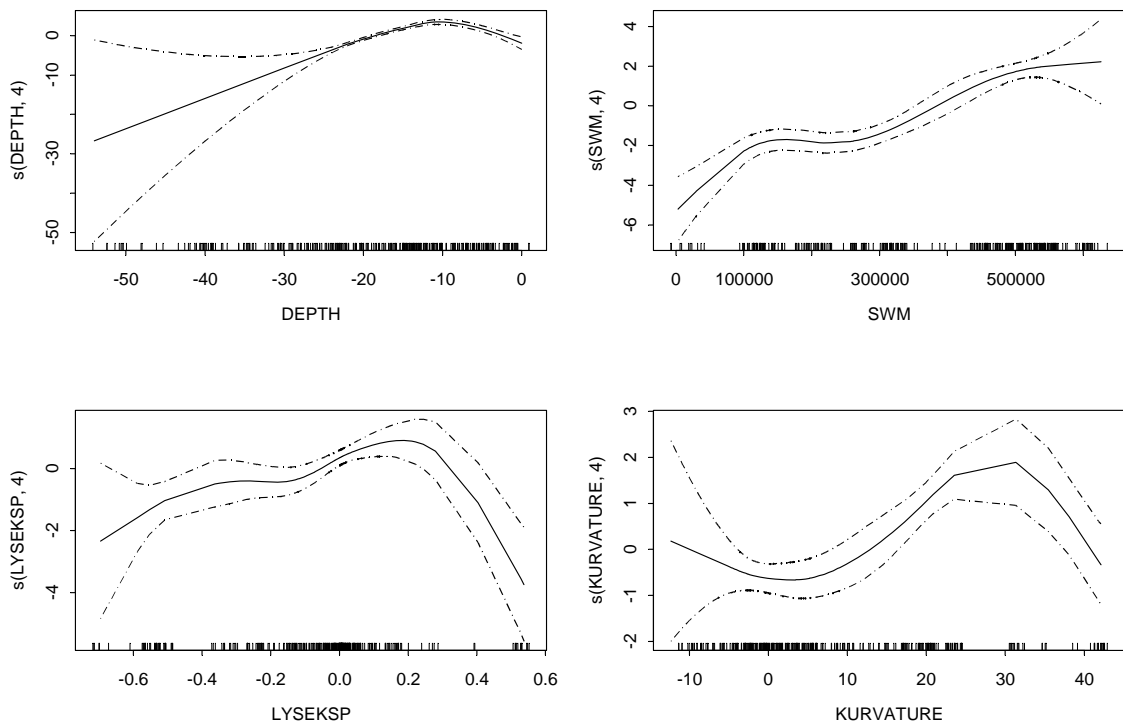 s(DEPTH, 4)
0
-10
-30
-50
-50 -40 -30 -20 -10 0
DEPTH
s(SWM, 4)
4
2
0
-2
-4
-6
0 100000 300000 500000
SWM
s(LYSEKSP, 4)
0
-2
-4
-0.6 -0.4 -0.2 0.0 0.2 0.4 0.6
LYSEKSP
s(KURVATURE, 4)
3
2
1
0
-1
-2
-10 0 10 20 30 40
KURVATURE